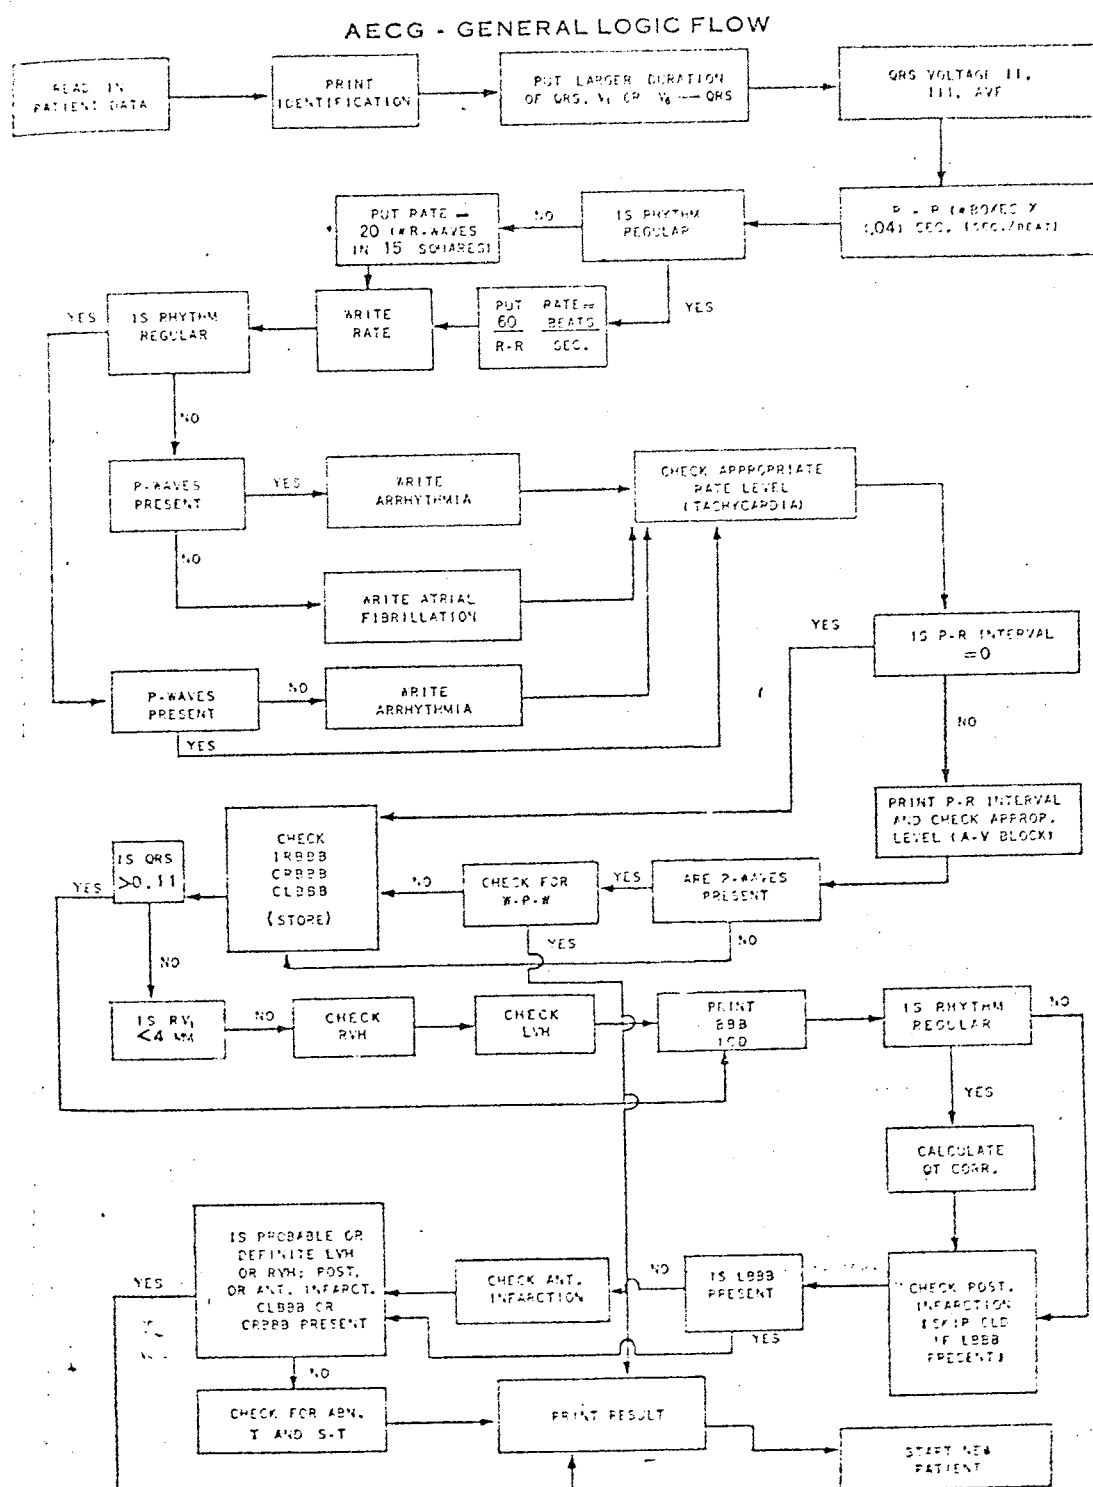 AECG - GENERAL LOGIC FLOW
READ IN
PATIENT DATA
PRINT
IDENTIFICATION
PUT LARGER DURATION
OF QRS, V1 OR V6 — QRS
QRS VOLTAGE II,
III, AVF
R - R (#BOXES X
(.04) SEC. (SEC./BEAT)
IS RHYTHM
REGULAR
NO
PUT RATE =
20 (#R-WAVES
IN 15 SQUARES)
YES
PUT RATE =
60 BEATS
R-R SEC.
WRITE
RATE
IS RHYTHM
REGULAR
YES
NO
P-WAVES
PRESENT
YES
WRITE
ARRHYTHMIA
CHECK APPROPRIATE
RATE LEVEL
(TACHYCARDIA)
NO
WRITE ATRIAL
FIBRILLATION
YES
IS P-R INTERVAL
=0
P-WAVES
PRESENT
NO
WRITE
ARRHYTHMIA
YES
NO
PRINT P-R INTERVAL
AND CHECK APPROP.
LEVEL (A-V BLOCK)
ARE P-WAVES
PRESENT
YES
NO
CHECK FOR
W-P-W
NO
YES
CHECK
IRBBB
CRBBB
CLBBB
(STORE)
IS QRS
>0.11
YES
NO
IS RV1
<4 MM
NO
CHECK
RVH
CHECK
LVH
PRINT
BBB
IS RHYTHM
REGULAR
NO
YES
CALCULATE
QT CORR.
CHECK POST.
INFARCTION
(SKIP OLD
IF LBBB
PRESENT)
IS LBBB
PRESENT
NO
YES
CHECK ANT.
INFARCTION
IS PROBABLE OR
DEFINITE LVH
OR RVH; POST.
OR ANT. INFARCT.
CLBBB OR
CRBBB PRESENT
YES
NO
CHECK FOR ABN.
T AND S-T
PRINT RESULT
START NEW
PATIENT